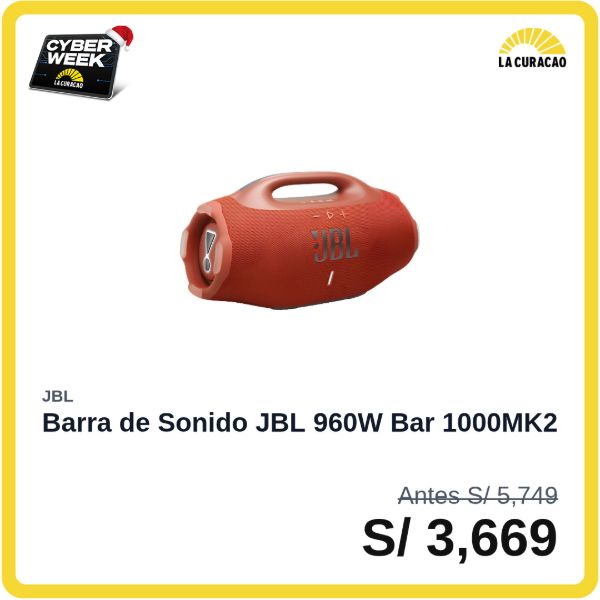 CYBER
WEEK
LA CURACAO
LA CURACAO
JBL
JBL
Barra de Sonido JBL 960W Bar 1000MK2
Antes S/ 5,749
S/ 3,669